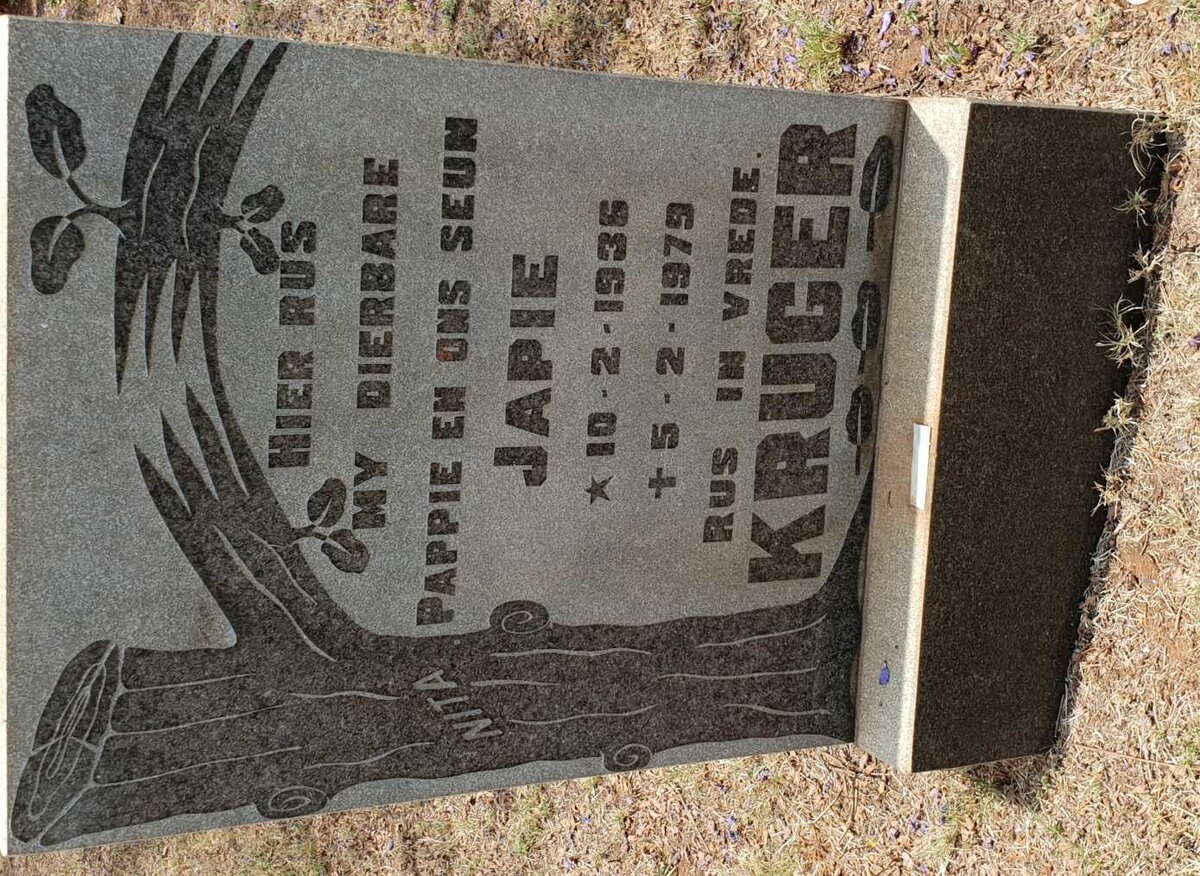 HIER RUS
MY DIERBARE
PAPPIE EN ONS SEUN
JAPIE
★ 10-2-1936
✝ 5-2-1979
RUS IN VREDE.
KRUGER
NITA